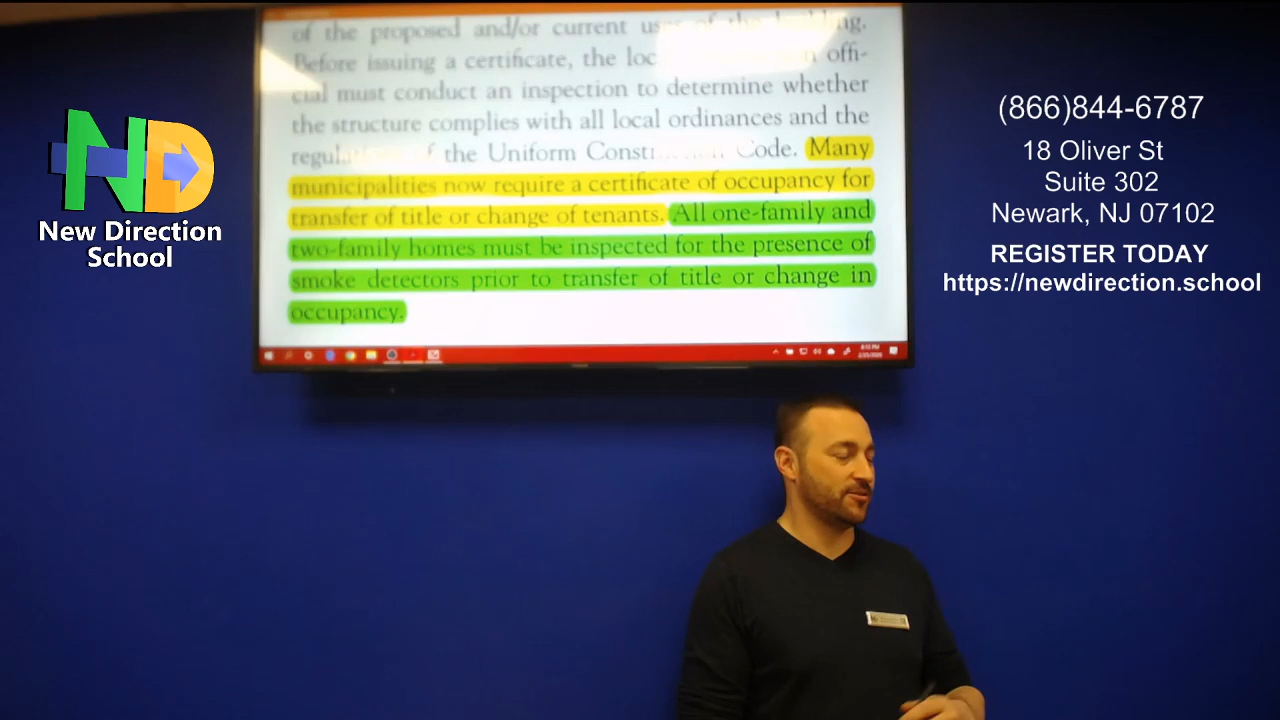 of the proposed and/or current of the
Before issuing a certificate, the offi-
cial must conduct an inspection to determine whether
the structure complies with all local ordinances and the
the Uniform Code. Many
municipalities now require a certificate of occupancy for
transfer of title or change of tenants. All one-family and
two-family homes must be inspected for the presence of
smoke detectors prior to transfer of title or change in
occupancy.
ND
New Direction
School
(866)844-6787
18 Oliver St
Suite 302
Newark, NJ 07102
REGISTER TODAY
https://newdirection.school